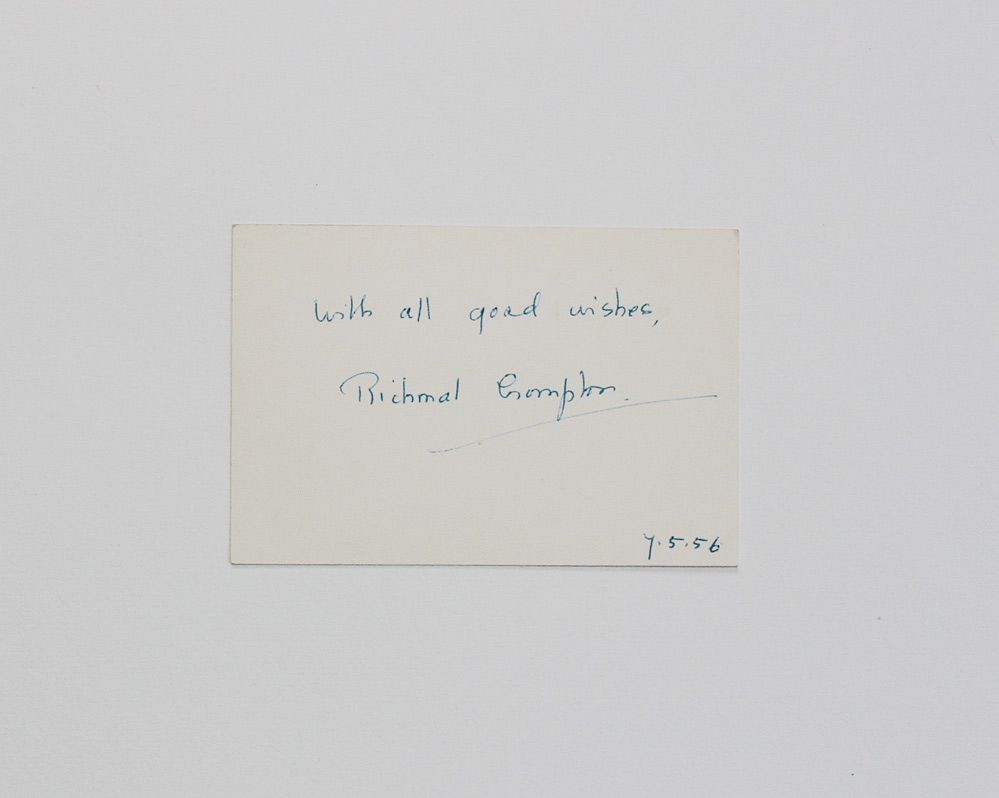 With all good wishes,
Richmal Crompton.
7.5.56